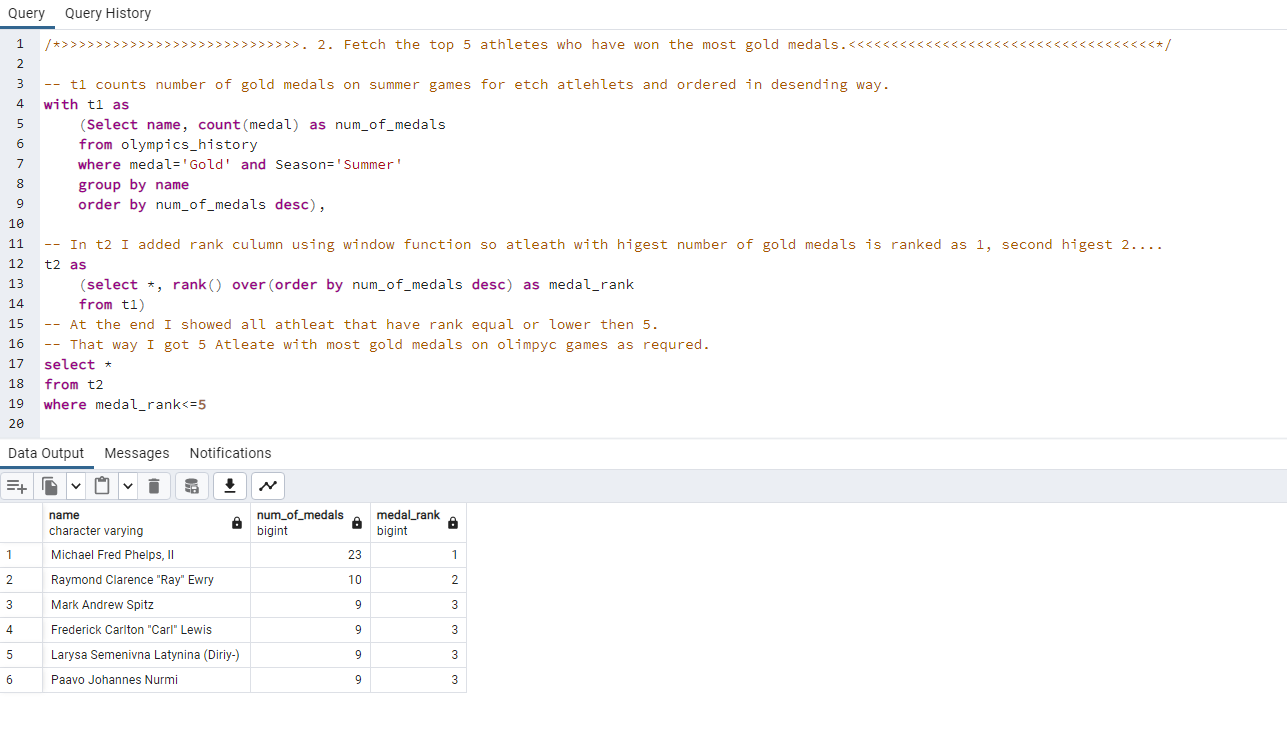 Query Query History
1 /*>>>>>>>>>>>>>>>>>>>>>>>>>>>>. 2. Fetch the top 5 athletes who have won the most gold medals.<<<<<<<<<<<<<<<<<<<<<<<<<<<<<<<<<<<<*/
2
3 -- t1 counts number of gold medals on summer games for etch atlehlets and ordered in desending way.
4 with t1 as
5 (Select name, count(medal) as num_of_medals
6 from olympics_history
7 where medal='Gold' and Season='Summer'
8 group by name
9 order by num_of_medals desc),
10
11 -- In t2 I added rank culumn using window function so atleath with higest number of gold medals is ranked as 1, second higest 2....
12 t2 as
13 (select *, rank() over(order by num_of_medals desc) as medal_rank
14 from t1)
15 -- At the end I showed all athleat that have rank equal or lower then 5.
16 -- That way I got 5 Atleate with most gold medals on olimpyc games as requred.
17 select *
18 from t2
19 where medal_rank<=5
20
Data Output Messages Notifications
name num_of_medals medal_rank
character varying bigint bigint
1 Michael Fred Phelps, II 23 1
2 Raymond Clarence "Ray" Ewry 10 2
3 Mark Andrew Spitz 9 3
4 Frederick Carlton "Carl" Lewis 9 3
5 Larysa Semenivna Latynina (Diriy-) 9 3
6 Paavo Johannes Nurmi 9 3